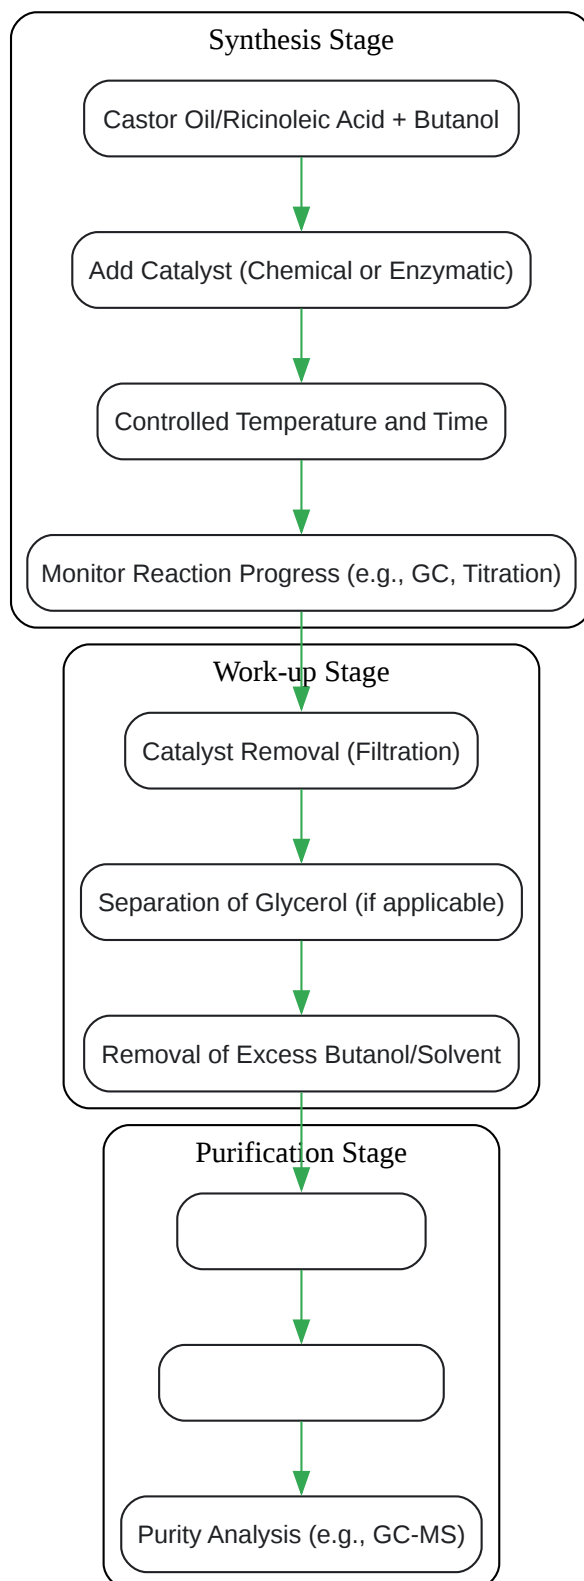 Synthesis Stage
Castor Oil/Ricinoleic Acid + Butanol
Add Catalyst (Chemical or Enzymatic)
Controlled Temperature and Time
Monitor Reaction Progress (e.g., GC, Titration)
Work-up Stage
Catalyst Removal (Filtration)
Separation of Glycerol (if applicable)
Removal of Excess Butanol/Solvent
Purification Stage
Purity Analysis (e.g., GC-MS)